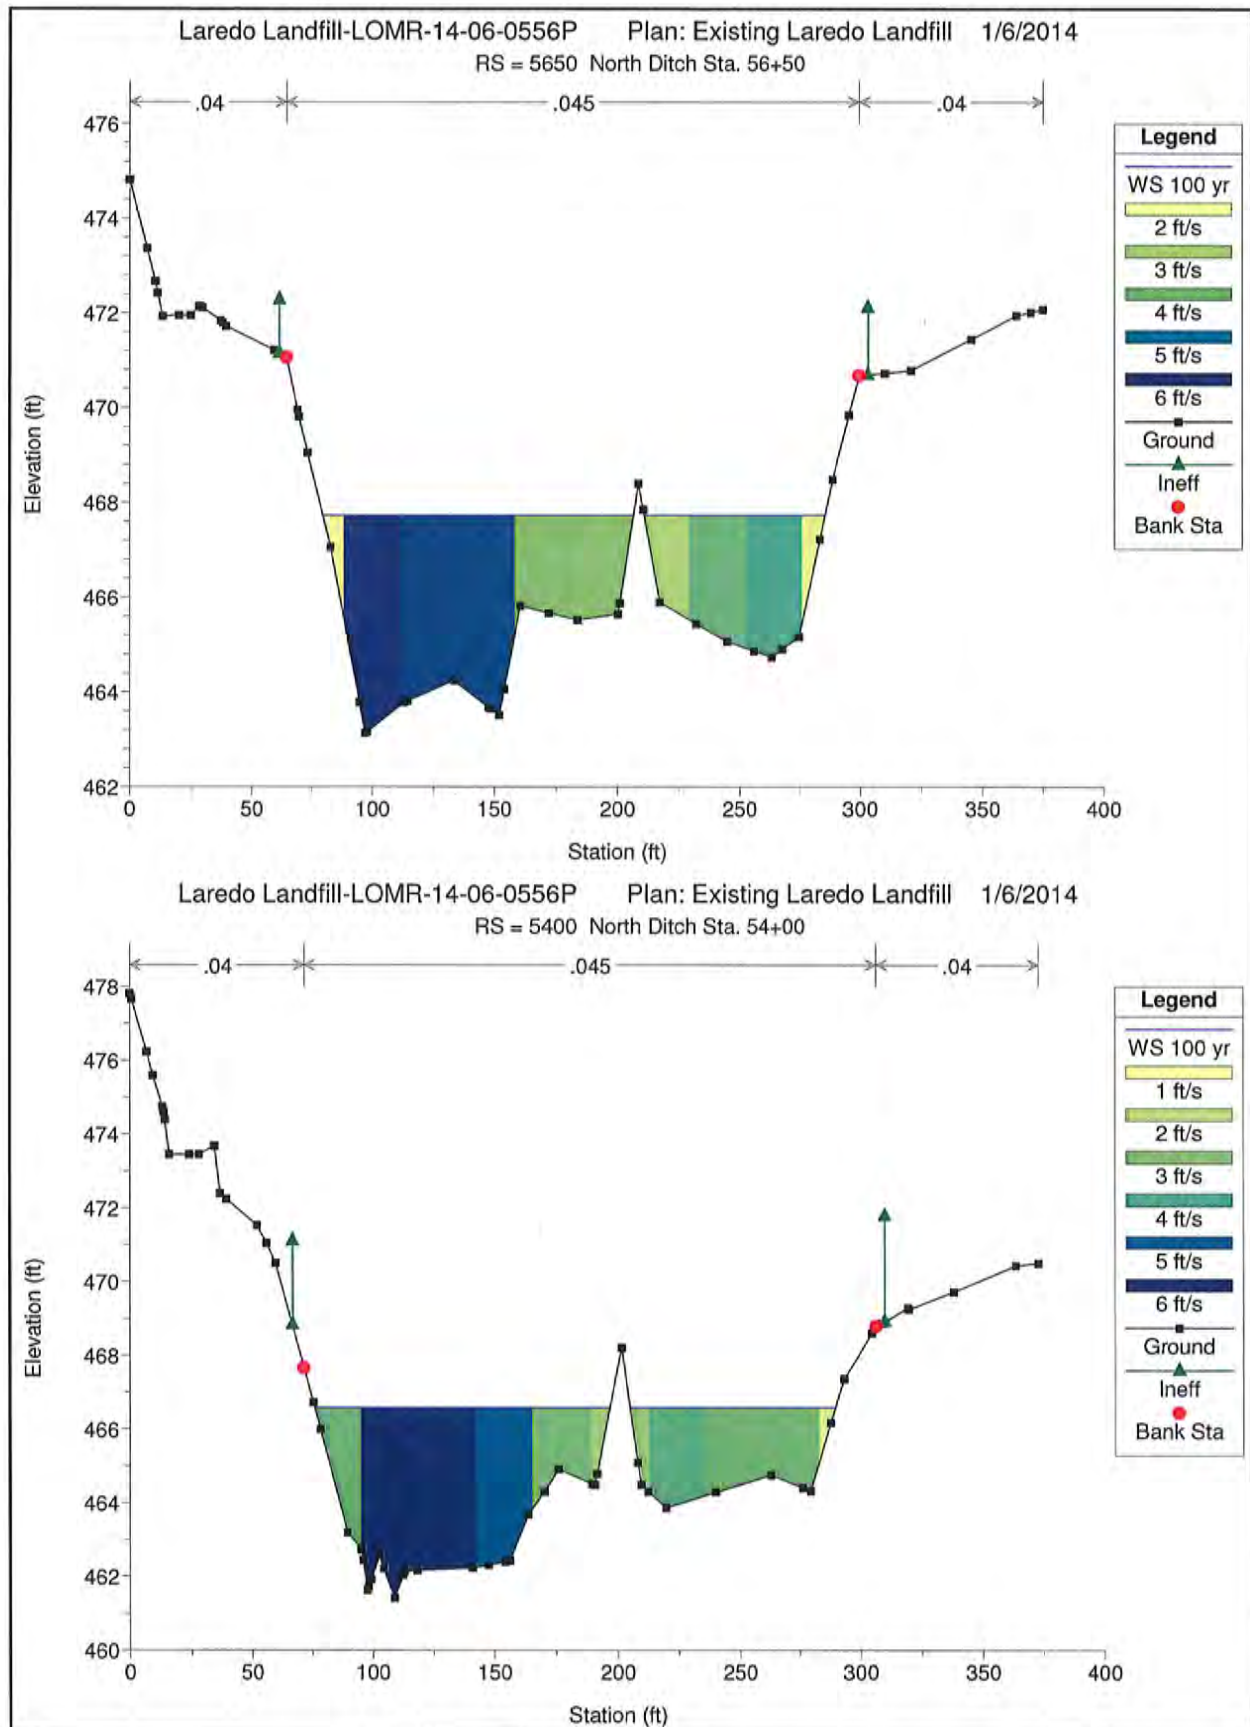 Laredo Landfill-LOMR-14-06-0556P Plan: Existing Laredo Landfill 1/6/2014
RS = 5650 North Ditch Sta. 56+50
.04 .045 .04
476
474
472
470
468
466
464
462
Elevation (ft)
0 50 100 150 200 250 300 350 400
Station (ft)
Legend
WS 100 yr
2 ft/s
3 ft/s
4 ft/s
5 ft/s
6 ft/s
Ground
Ineff
Bank Sta
Laredo Landfill-LOMR-14-06-0556P Plan: Existing Laredo Landfill 1/6/2014
RS = 5400 North Ditch Sta. 54+00
.04 .045 .04
478
476
474
472
470
468
466
464
462
460
Elevation (ft)
0 50 100 150 200 250 300 350 400
Station (ft)
Legend
WS 100 yr
1 ft/s
2 ft/s
3 ft/s
4 ft/s
5 ft/s
6 ft/s
Ground
Ineff
Bank Sta